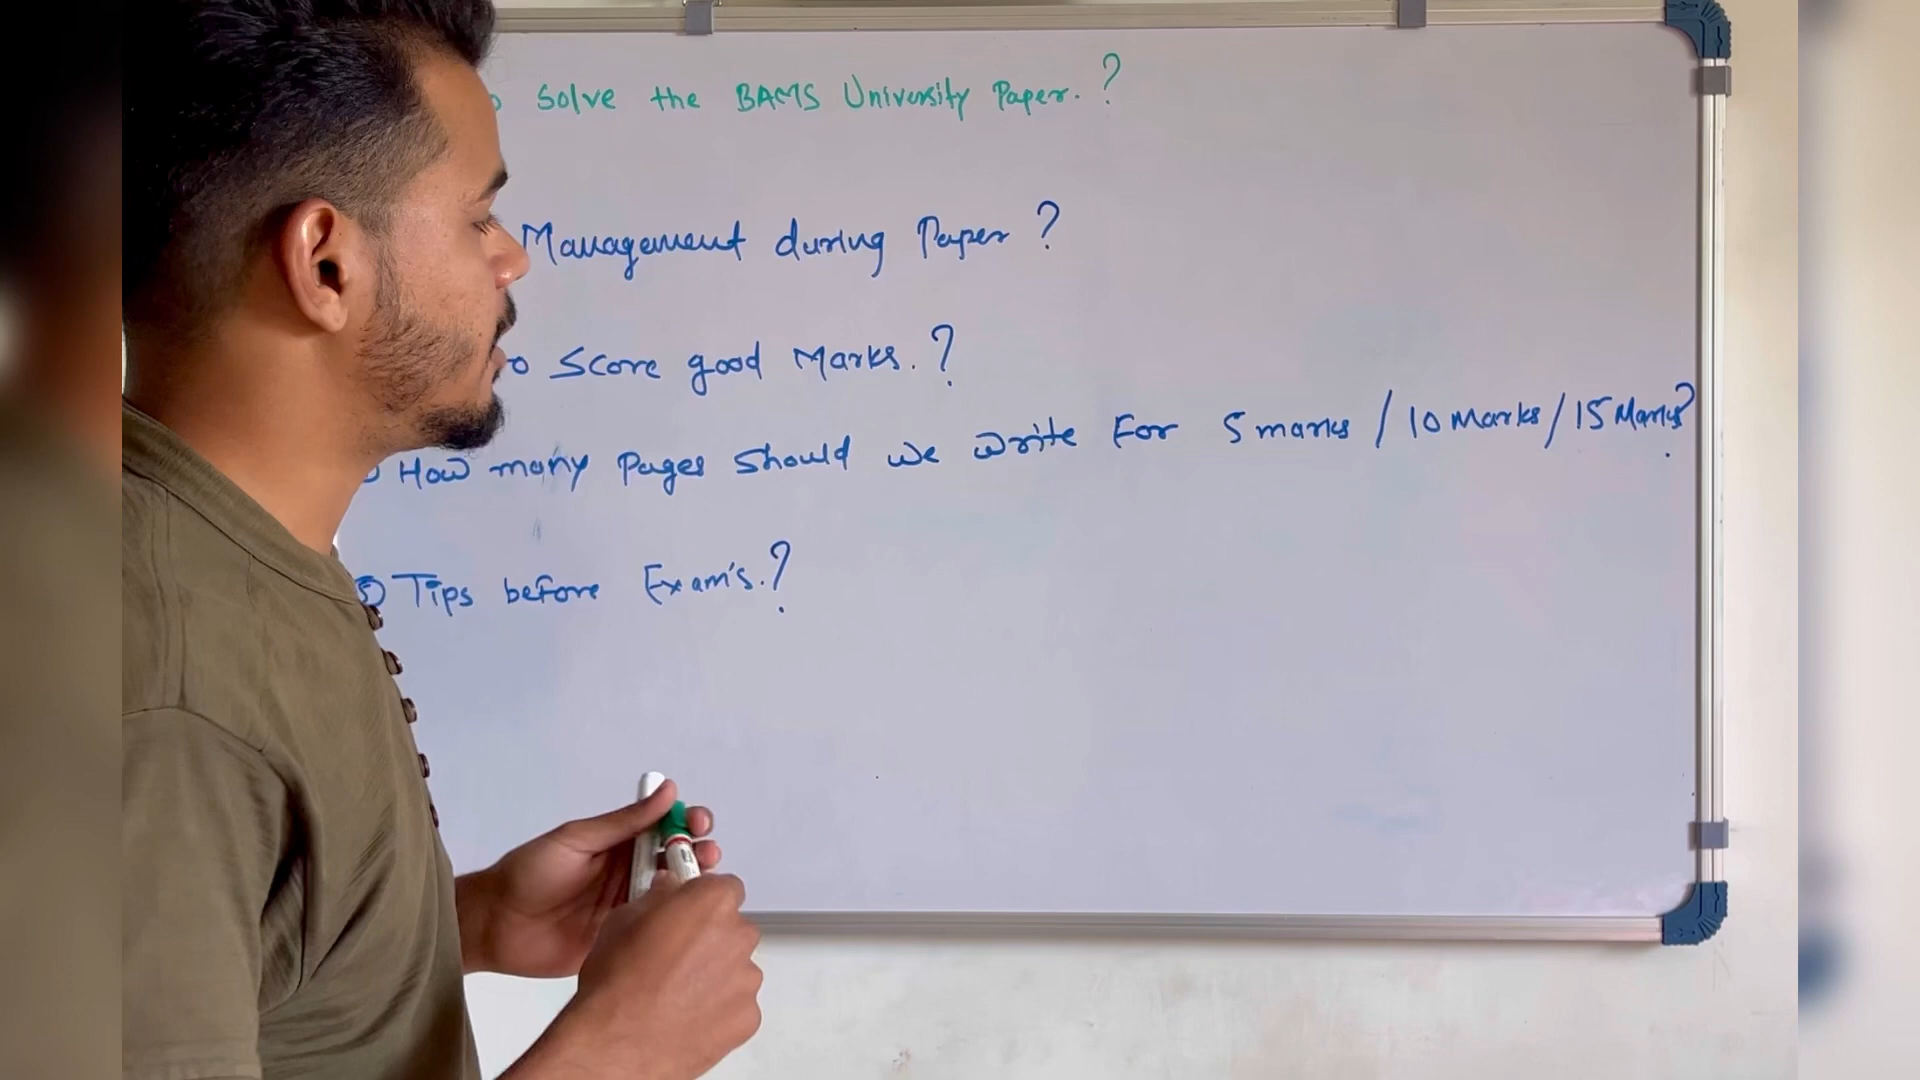 Solve the BAMS University Paper. ?
Management during Paper ?
Score good Marks. ?
How many Pages should we write For 5 marks / 10 Marks / 15 Marks?
5) Tips before Exam's. ?